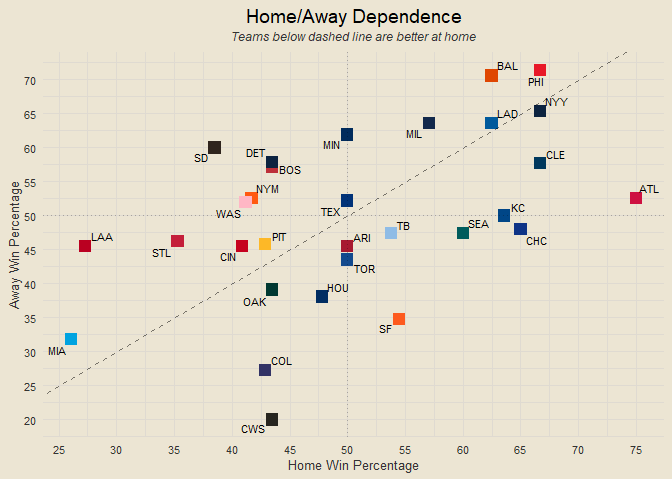 Home/Away Dependence
Teams below dashed line are better at home
Away Win Percentage
70
65
60
55
50
45
40
35
30
25
20
BAL
PHI
NYY
LAD
MIL
MIN
SD
DET
BOS
CLE
NYM
WAS
TEX
ATL
KC
CHC
SEA
TB
LAA
STL
CIN
PIT
ARI
TOR
OAK
HOU
SF
MIA
COL
CWS
25
30
35
40
45
50
55
60
65
70
75
Home Win Percentage